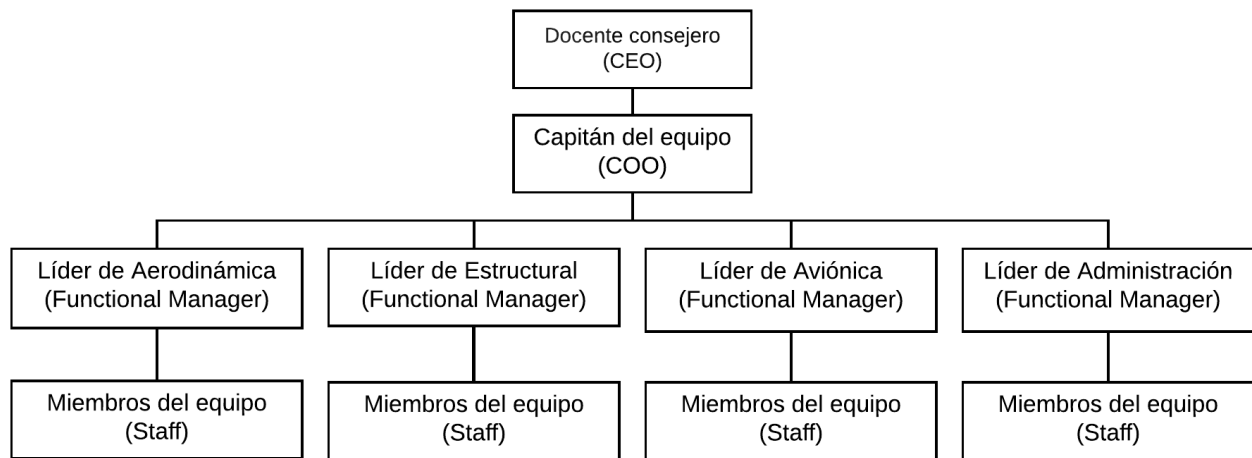 Docente consejero
(CEO)
Capitán del equipo
(COO)
Líder de Aerodinámica
(Functional Manager)
Líder de Estructural
(Functional Manager)
Líder de Aviónica
(Functional Manager)
Líder de Administración
(Functional Manager)
Miembros del equipo
(Staff)
Miembros del equipo
(Staff)
Miembros del equipo
(Staff)
Miembros del equipo
(Staff)